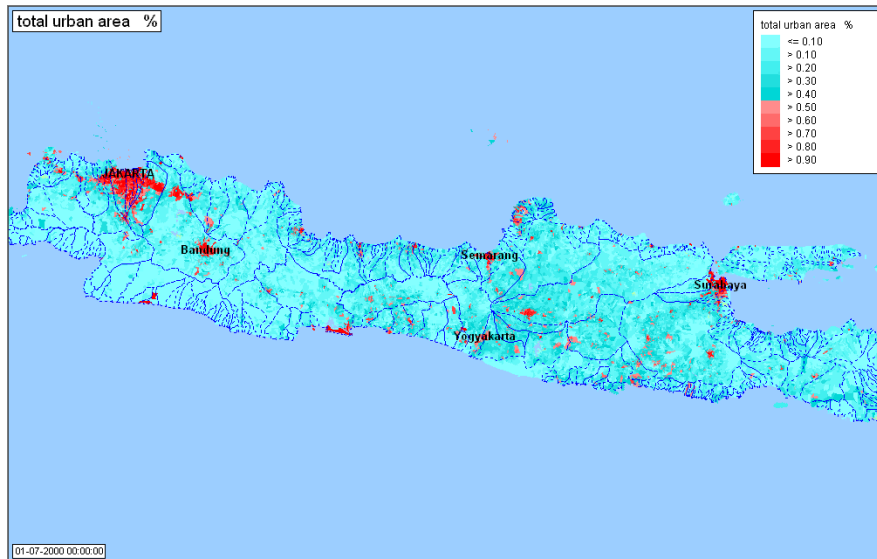 total urban area %
total urban area %
<= 0.10
> 0.10
> 0.20
> 0.30
> 0.40
> 0.50
> 0.60
> 0.70
> 0.80
> 0.90
JAKARTA
Bandung
Semarang
Surabaya
Yogyakarta
01-07-2000 00:00:00